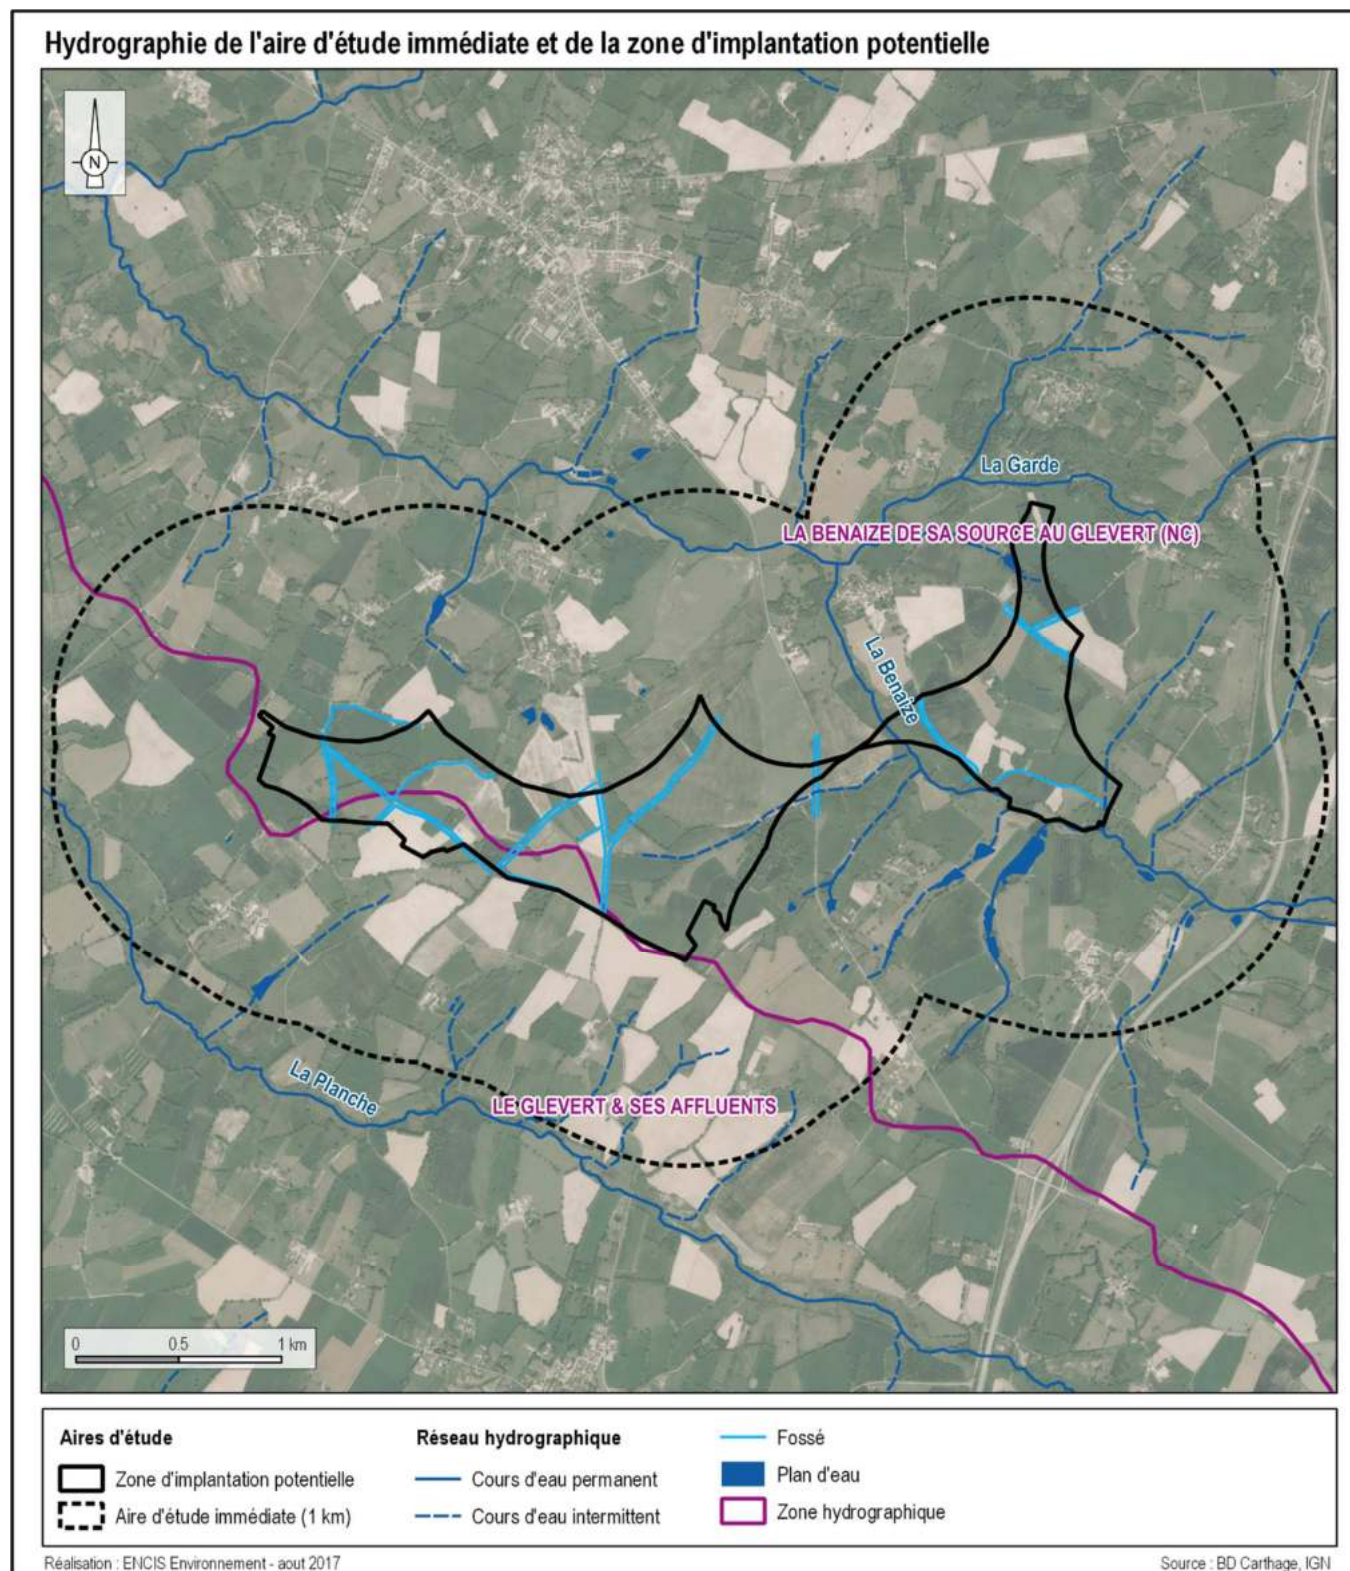 Hydrographie de l'aire d'étude immédiate et de la zone d'implantation potentielle
N
La Garde
LA BENAIZE DE SA SOURCE AU GLEVERT (NC)
La Benaize
La Planche
LE GLEVERT & SES AFFLUENTS
0 0.5 1 km
Aires d'étude
Zone d'implantation potentielle
Aire d'étude immédiate (1 km)
Réseau hydrographique
Cours d'eau permanent
Cours d'eau intermittent
Fossé
Plan d'eau
Zone hydrographique
Réalisation : ENCIS Environnement - aout 2017
Source : BD Carthage, IGN